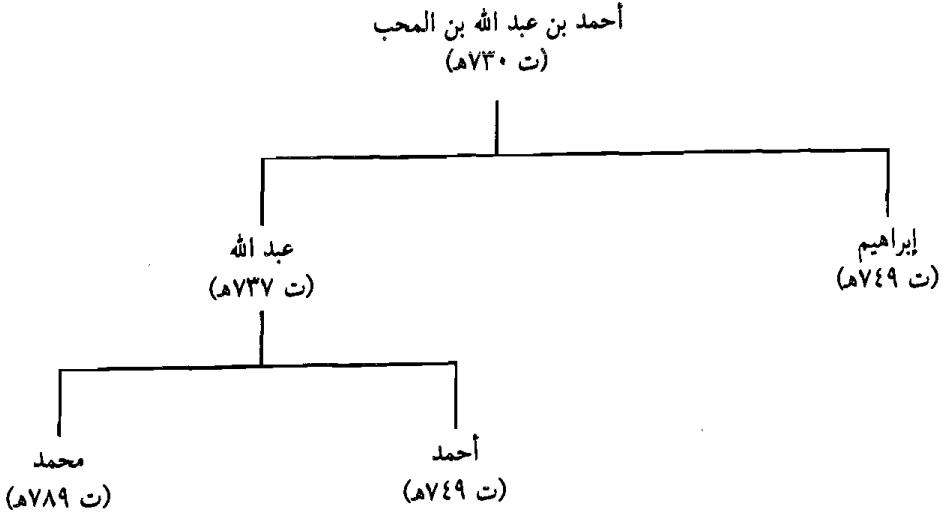 أحمد بن عبد الله بن المحب
(ت ٧٣٠هـ)
إبراهيم
(ت ٧٤٩هـ)
عبد الله
(ت ٧٣٧هـ)
أحمد
(ت ٧٤٩هـ)
محمد
(ت ٧٨٩هـ)